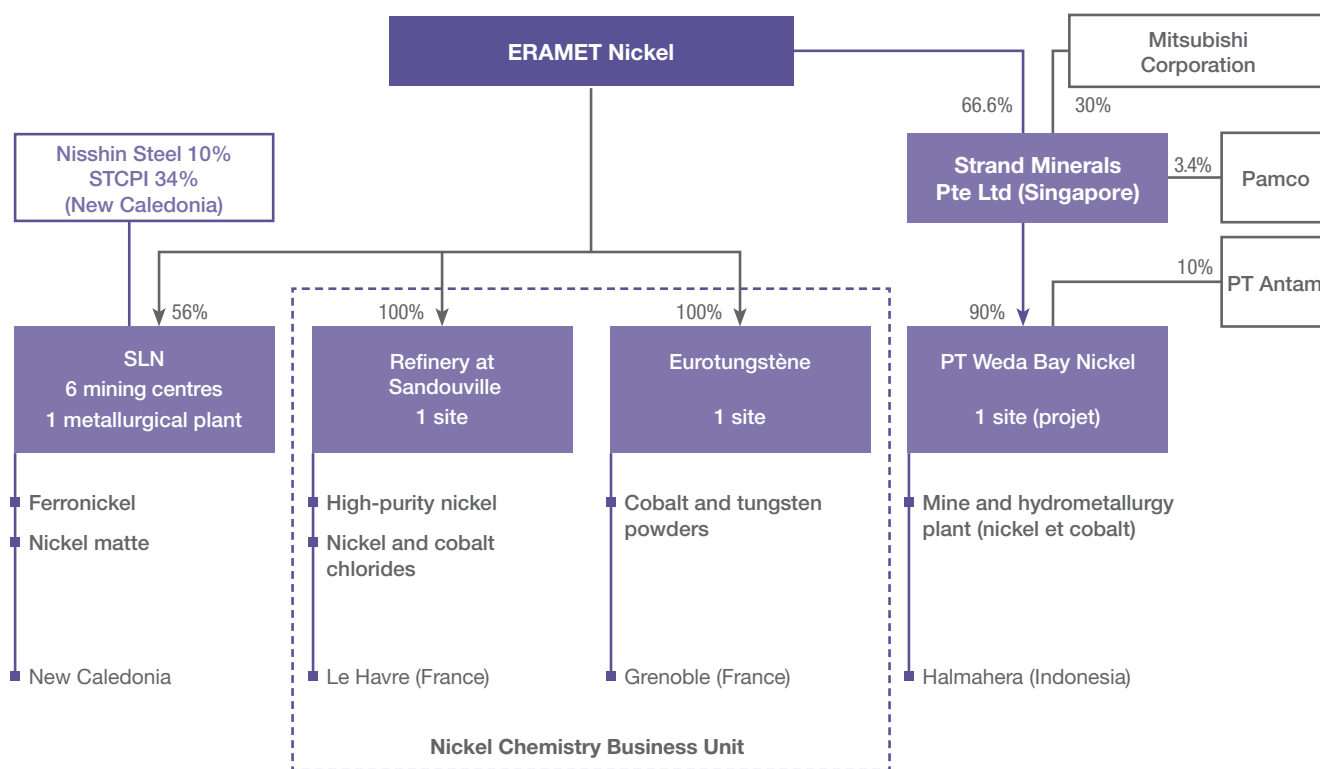 ERAMET Nickel
Mitsubishi
Corporation
66.6%
30%
Nisshin Steel 10%
STCPI 34%
(New Caledonia)
Strand Minerals
Pte Ltd (Singapore)
3.4%
Pamco
10%
PT Antam
56%
100%
100%
90%
SLN
6 mining centres
1 metallurgical plant
Refinery at
Sandouville
1 site
Eurotungstène
1 site
PT Weda Bay Nickel
1 site (projet)
Ferronickel
Nickel matte
New Caledonia
High-purity nickel
Nickel and cobalt
chlorides
Le Havre (France)
Cobalt and tungsten
powders
Grenoble (France)
Mine and hydrometallurgy
plant (nickel et cobalt)
Halmahera (Indonesia)
Nickel Chemistry Business Unit